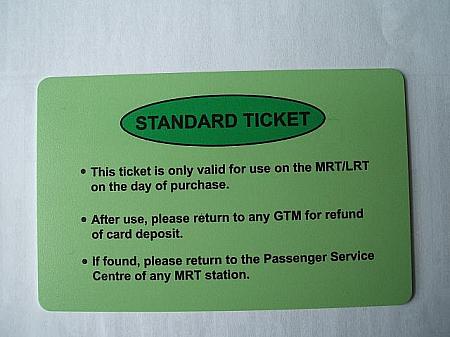 STANDARD TICKET
• This ticket is only valid for use on the MRT/LRT
on the day of purchase.
• After use, please return to any GTM for refund
of card deposit.
• If found, please return to the Passenger Service
Centre of any MRT station.